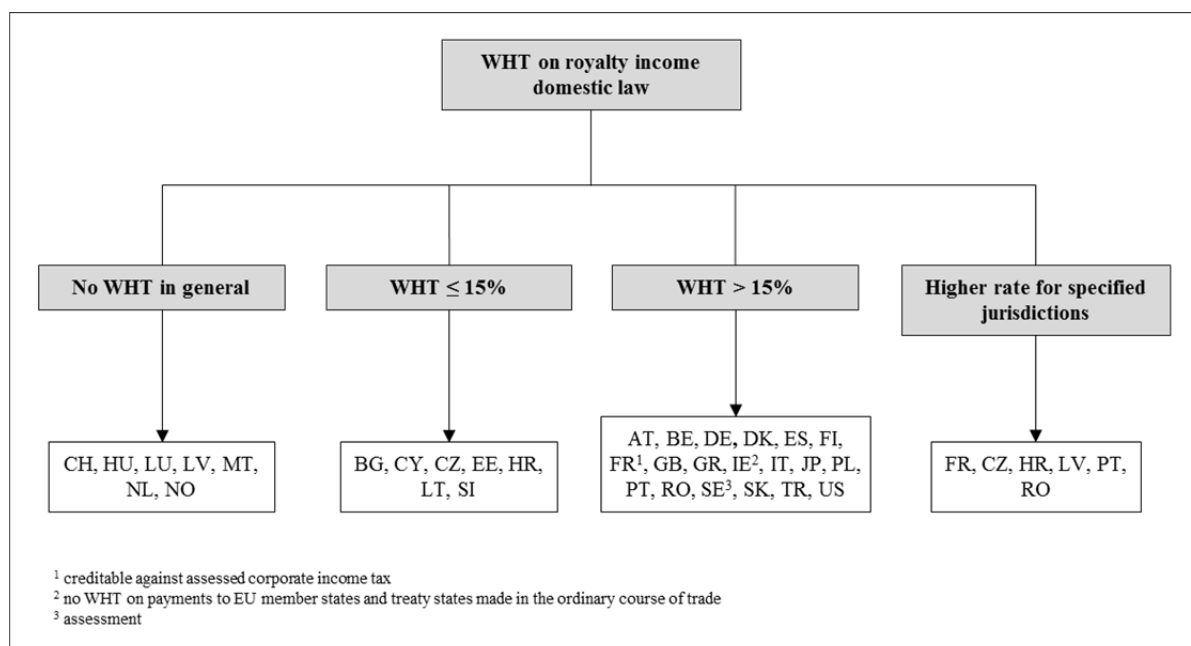 WHT on royalty income
domestic law
No WHT in general
WHT ≤ 15%
WHT > 15%
Higher rate for specified
jurisdictions
CH, HU, LU, LV, MT,
NL, NO
BG, CY, CZ, EE, HR,
LT, SI
AT, BE, DE, DK, ES, FI,
FR¹, GB, GR, IE², IT, JP, PL,
PT, RO, SE³, SK, TR, US
FR, CZ, HR, LV, PT,
RO
¹ creditable against assessed corporate income tax
² no WHT on payments to EU member states and treaty states made in the ordinary course of trade
³ assessment